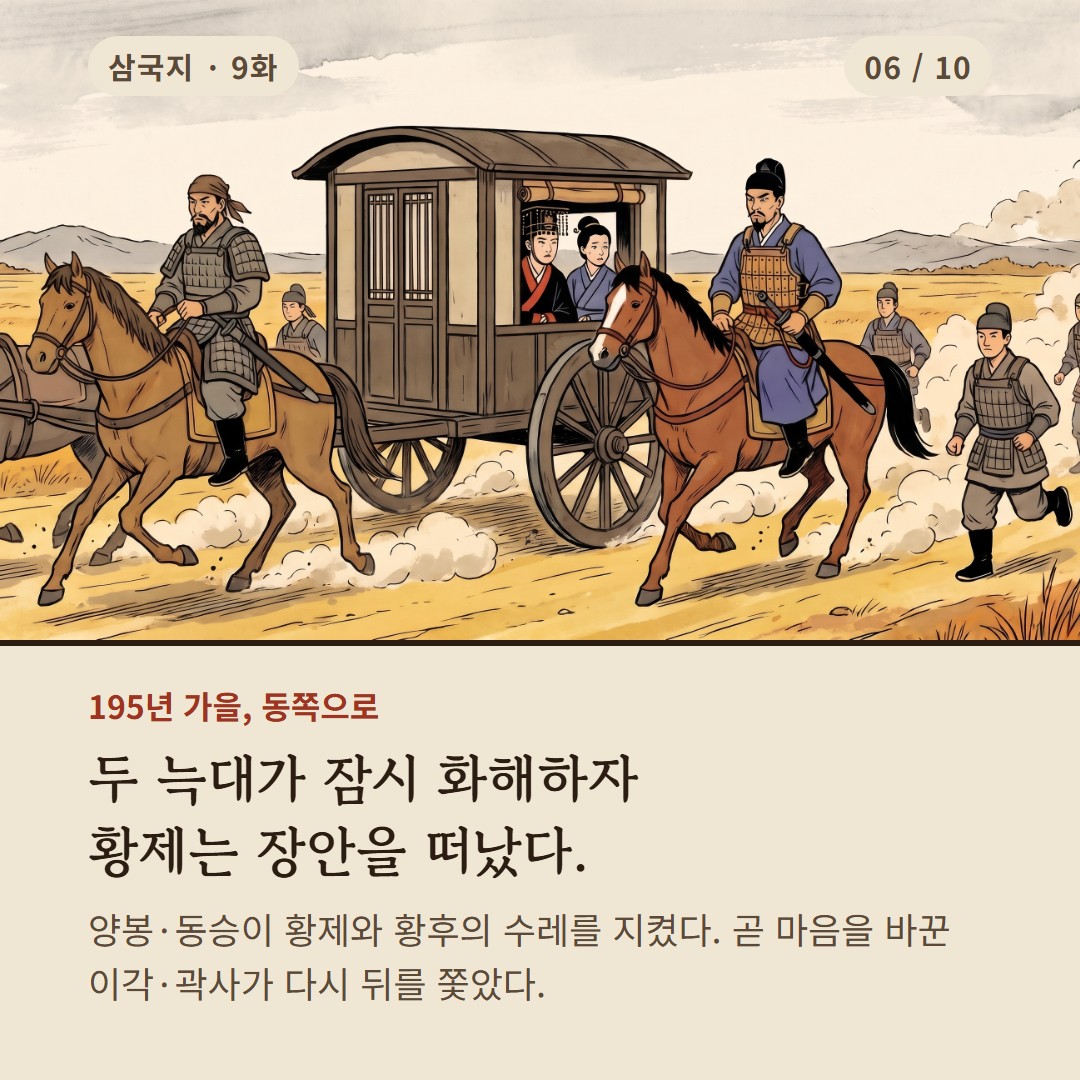 삼국지 · 9화
06 / 10
195년 가을, 동쪽으로
두 늑대가 잠시 화해하자
황제는 장안을 떠났다.
양봉·동승이 황제와 황후의 수레를 지켰다. 곧 마음을 바꾼
이각·곽사가 다시 뒤를 쫓았다.